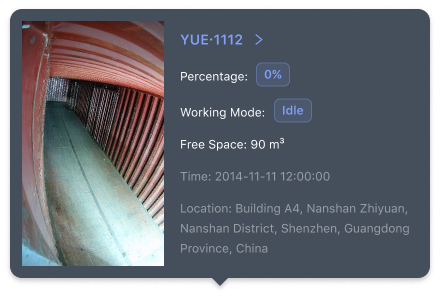 YUE·1112 >
Percentage: 0%
Working Mode: Idle
Free Space: 90 m³
Time: 2014-11-11 12:00:00
Location: Building A4, Nanshan Zhiyuan,
Nanshan District, Shenzhen, Guangdong
Province, China